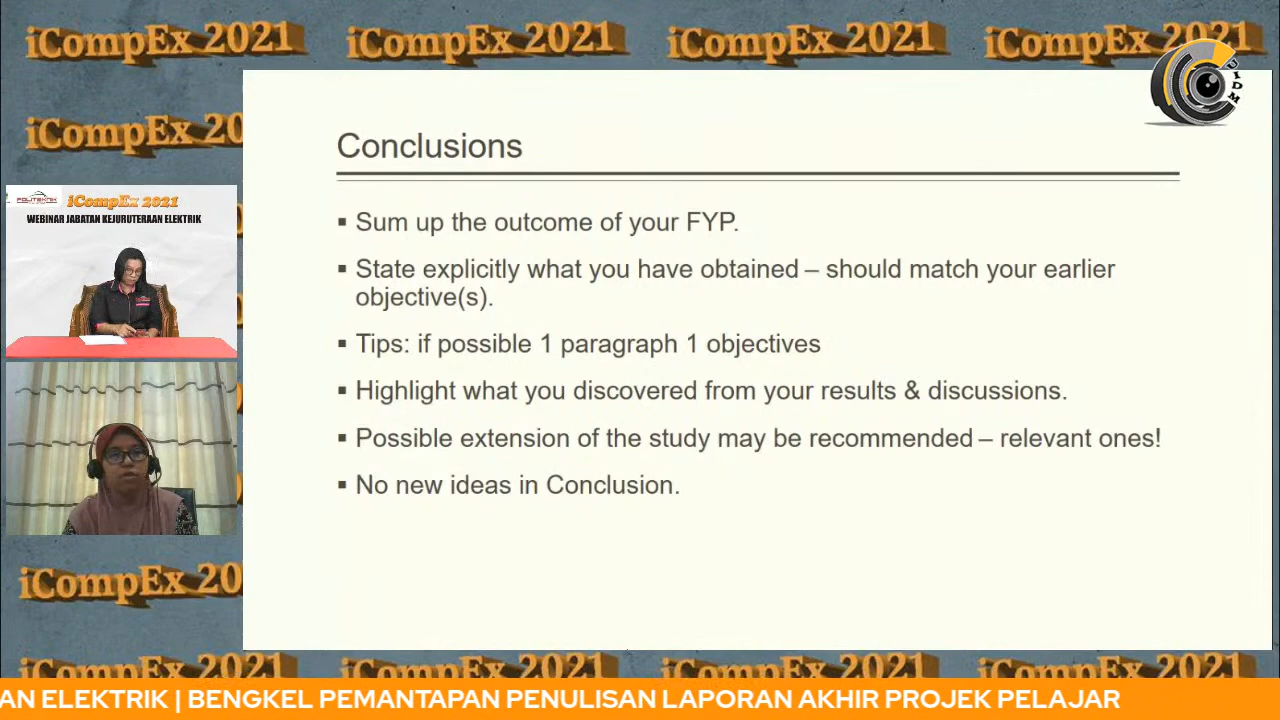 iCompEx 2021 iCompEx 2021 iCompEx 2021 iCompEx 2021
UIDM
iCompEx 20
POLITEKNIK iCompEx 2021
WEBINAR JABATAN KEJURUTERAAN ELEKTRIK
Conclusions
▪ Sum up the outcome of your FYP.
▪ State explicitly what you have obtained – should match your earlier
objective(s).
▪ Tips: if possible 1 paragraph 1 objectives
▪ Highlight what you discovered from your results & discussions.
▪ Possible extension of the study may be recommended – relevant ones!
▪ No new ideas in Conclusion.
iCompEx 20
iCompEx 2021 iCompEx 2021 iCompEx 2021 iCompEx 2021
AN ELEKTRIK | BENGKEL PEMANTAPAN PENULISAN LAPORAN AKHIR PROJEK PELAJAR